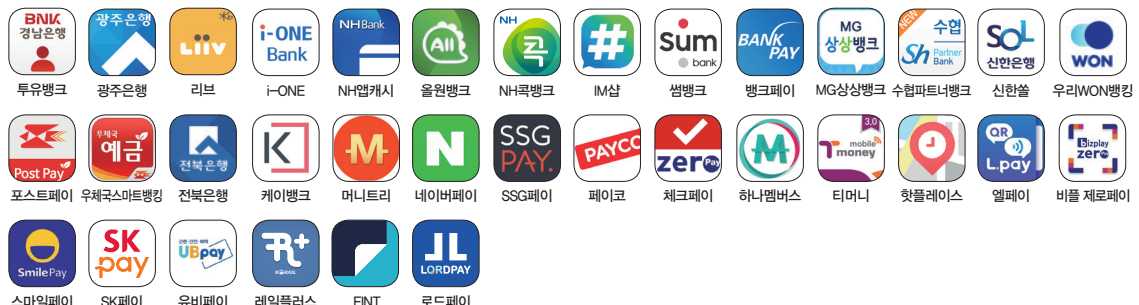 BNK
경남은행
광주은행
Liiv
i-ONE
Bank
NH Bank
All
NH
콕
#
Sum
bank
BANK
PAY
MG
상상뱅크
NEW
수협
Sh Partner
Bank
SOL
신한은행
WON
투유뱅크 광주은행 리브 i-ONE NH앱캐시 올원뱅크 NH콕뱅크 IM샵 썸뱅크 뱅크페이 MG상상뱅크 수협파트너뱅크 신한쏠 우리WON뱅킹
Post Pay
우체국
예금
전북은행
K
M
N
SSG
PAY.
PAYCO
zero Pay
M
3.0
T mobile
money
QR
L.pay
bizplay
zero
포스트페이 우체국스마트뱅킹 전북은행 케이뱅크 머니트리 네이버페이 SSG페이 페이코 체크페이 하나멤버스 티머니 핫플레이스 엘페이 비플 제로페이
Smile Pay
SK
pay
UBpay
R+
KORAIL
LORDPAY
스마일페이 SK페이 유비페이 레일플러스 FINT 로드페이